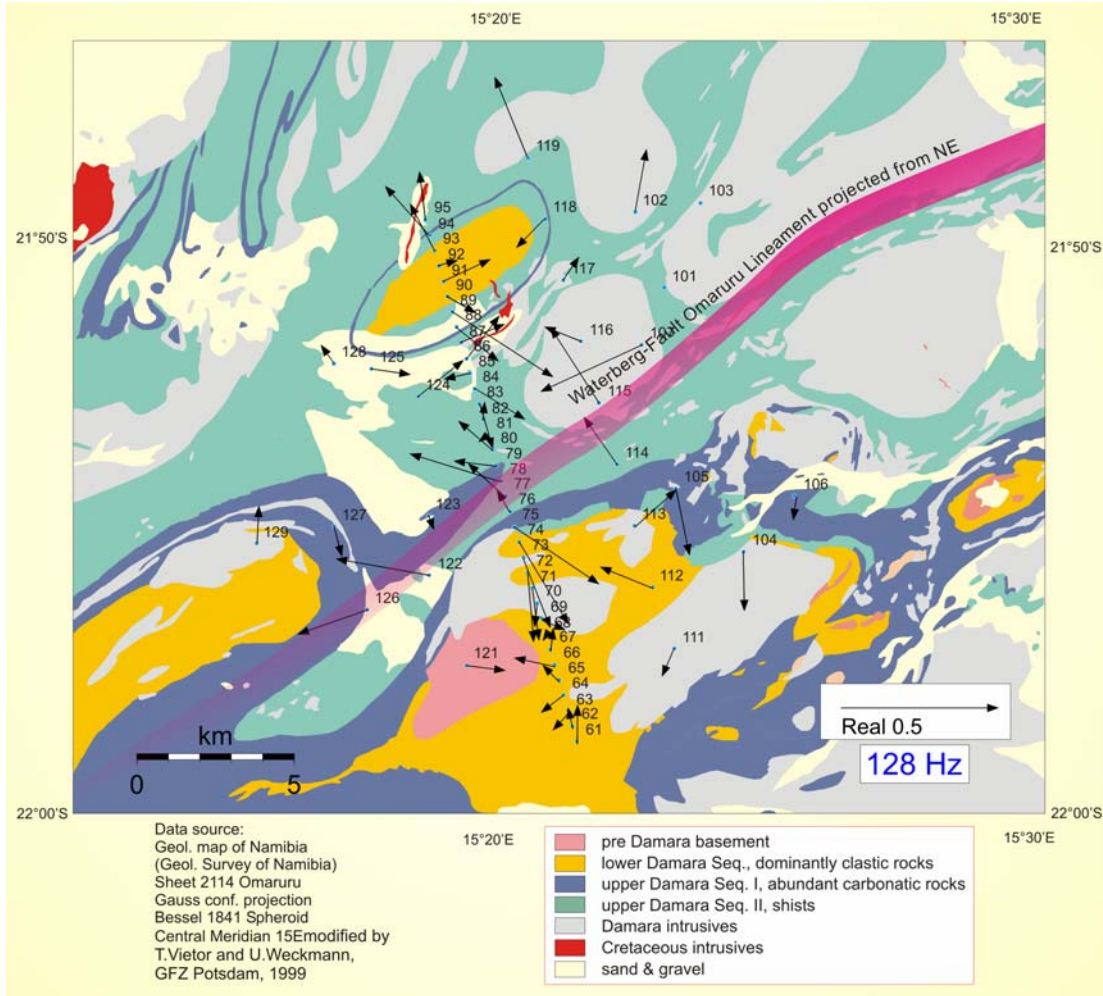 15°20'E
15°30'E
119
102
103
118
95
94
93
92
91
90
89
88
87
86
85
84
83
82
81
80
79
78
77
76
75
74
73
72
71
70
69
68
67
66
65
64
63
62
61
117
101
116
115
114
128
125
124
123
127
129
122
126
121
113
105
106
104
112
111
21°50'S
21°50'S
Waterberg-Fault Omaruru Lineament projected from NE
km
0
5
Real 0.5
128 Hz
22°00'S
22°00'S
15°20'E
15°30'E
Data source:
Geol. map of Namibia
(Geol. Survey of Namibia)
Sheet 2114 Omaruru
Gauss conf. projection
Bessel 1841 Spheroid
Central Meridian 15Emodified by
T.Vietor and U.Weckmann,
GFZ Potsdam, 1999
pre Damara basement
lower Damara Seq., dominantly clastic rocks
upper Damara Seq. I, abundant carbonatic rocks
upper Damara Seq. II, shists
Damara intrusives
Cretaceous intrusives
sand & gravel